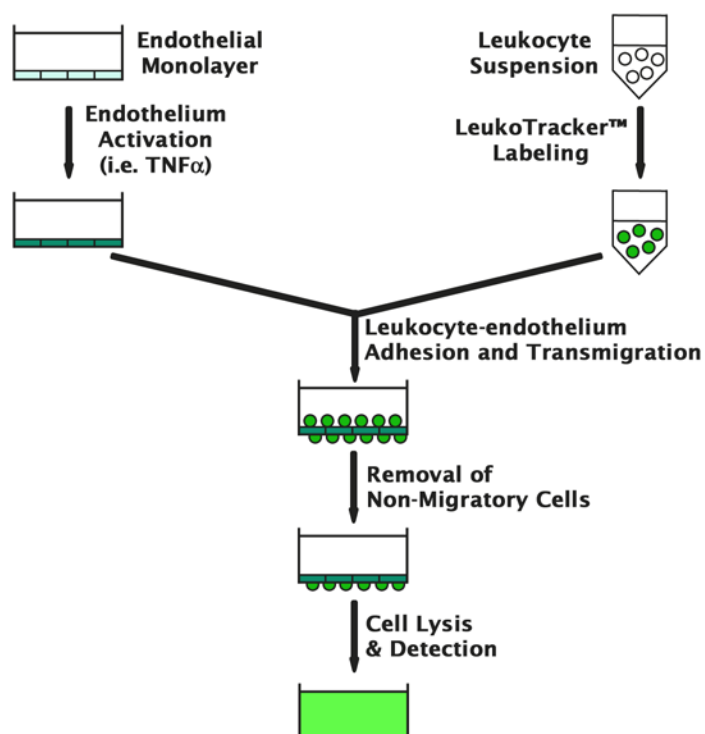 Endothelial
Monolayer
Leukocyte
Suspension
Endothelium
Activation
(i.e. TNFα)
LeukoTracker™
Labeling
Leukocyte-endothelium
Adhesion and Transmigration
Removal of
Non-Migratory Cells
Cell Lysis
& Detection